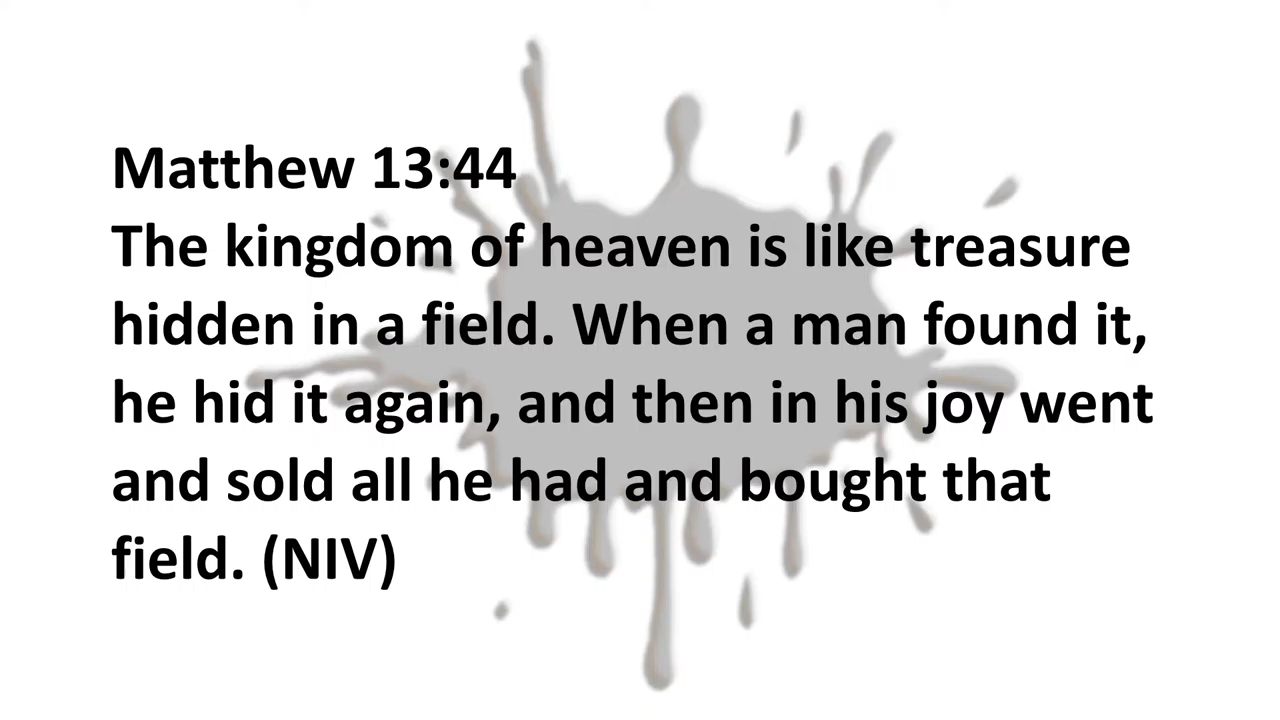 Matthew 13:44
The kingdom of heaven is like treasure
hidden in a field. When a man found it,
he hid it again, and then in his joy went
and sold all he had and bought that
field. (NIV)